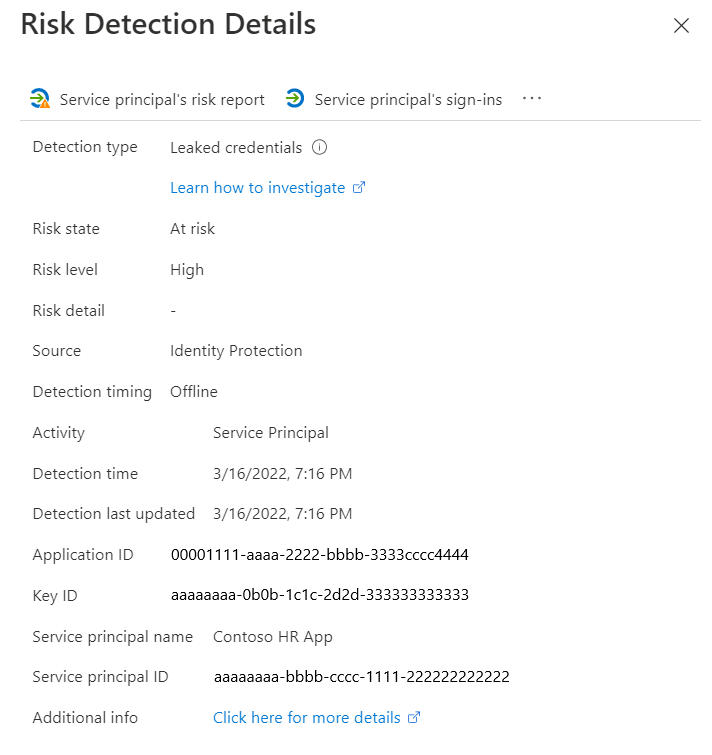 Risk Detection Details
Service principal's risk report Service principal's sign-ins ···
Detection type Leaked credentials
Learn how to investigate
Risk state At risk
Risk level High
Risk detail -
Source Identity Protection
Detection timing Offline
Activity Service Principal
Detection time 3/16/2022, 7:16 PM
Detection last updated 3/16/2022, 7:16 PM
Application ID 00001111-aaaa-2222-bbbb-3333cccc4444
Key ID aaaaaaaa-0b0b-1c1c-2d2d-333333333333
Service principal name Contoso HR App
Service principal ID aaaaaaaa-bbbb-cccc-1111-222222222222
Additional info Click here for more details